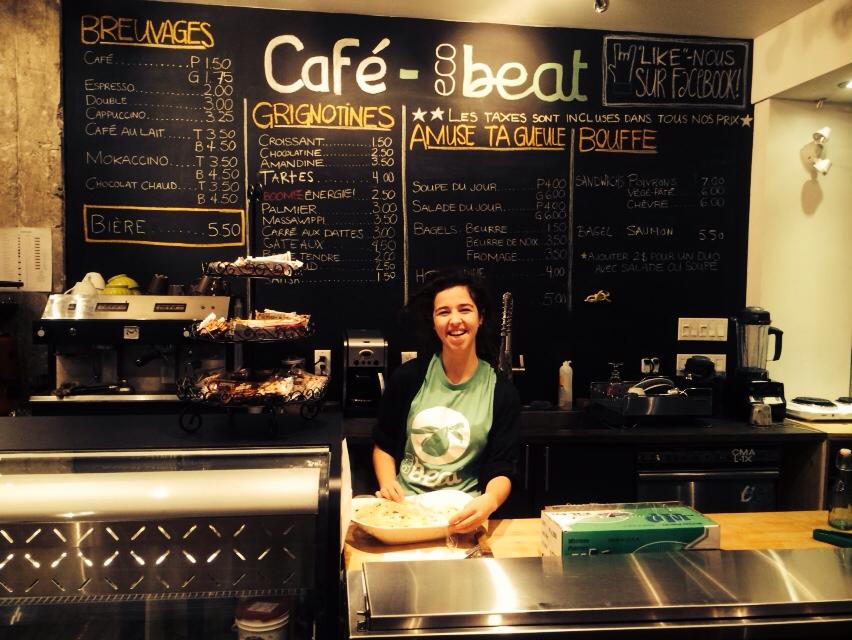 BREUVAGES
CAFÉ P 1.50
G 1.75
ESPRESSO 2.00
DOUBLE 3.00
CAPPUCCINO 3.25
CAFÉ AU LAIT T 3.50
B 4.50
MOKACCINO T 3.50
B 4.50
CHOCOLAT CHAUD T 3.50
B 4.50
BIÈRE 5.50
Café - eco beat
"LIKE"-NOUS
SUR FACEBOOK!
GRIGNOTINES
CROISSANT 1.50
CHOCOLATINE 2.50
AMANDINE 3.50
TARTES 4.00
ÉNERGIE! 2.50
PALMIER 3.00
MASSAWIPPI 3.50
CARRÉ AUX DATTES 3.00
GÂTEAUX 4.50
TENDRE 2.00
2.50
1.50
LES TAXES SONT INCLUSES DANS TOUS NOS PRIX
AMUSE TA GUEULE
SOUPE DU JOUR P 4.00
G 6.00
SALADE DU JOUR P 4.00
G 6.00
BAGELS BEURRE 1.50
BEURRE DE NOIX 3.50
FROMAGE 3.50
4.00
5.00
BOUFFE
SANDWICHS POIVRONS 7.00
VÉGÉ-PÂTÉ 6.00
CHÈVRE 6.00
BAGEL SAUMON 5.50
*AJOUTER 2$ POUR UN DUO
AVEC SALADE OU SOUPE
beat
CMA
L-1X